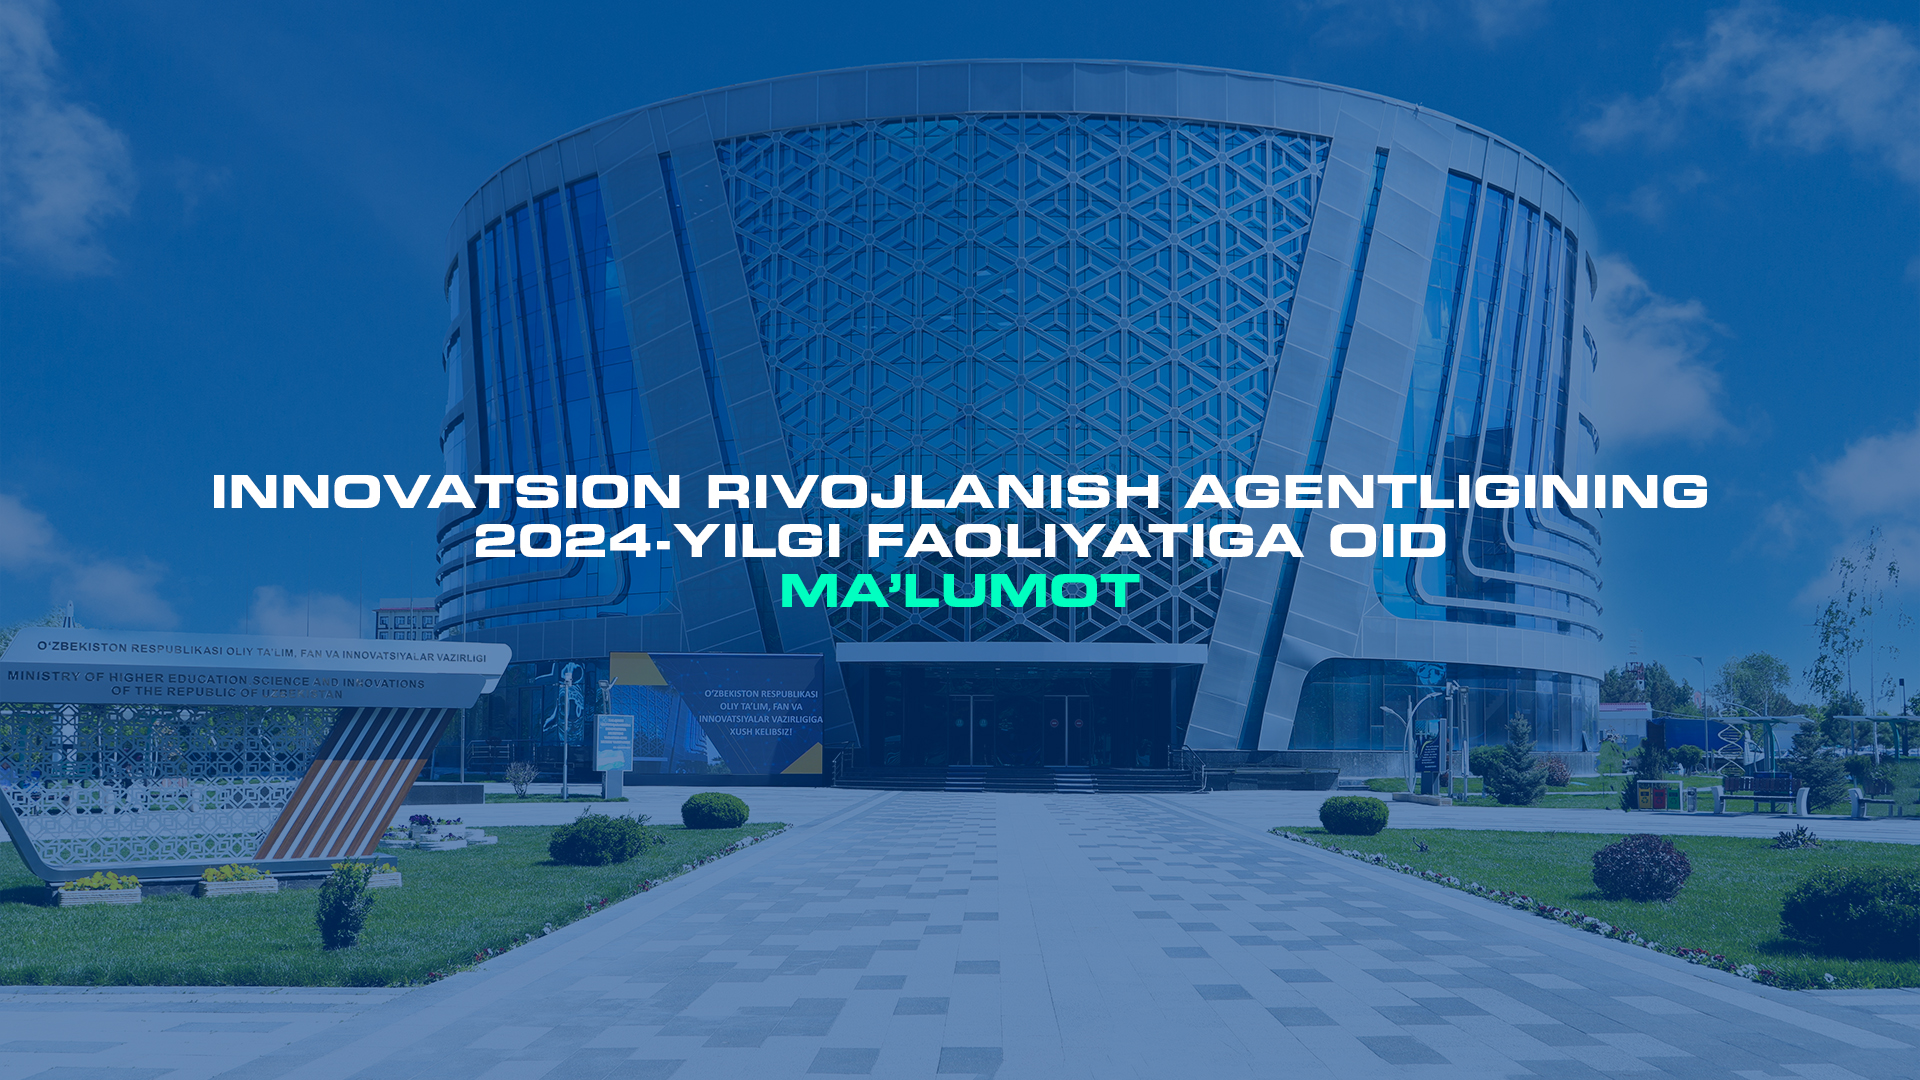 INNOVATSION RIVOJLANISH AGENTLIGINING
2024-YILGI FAOLIYATIGA OID
MA’LUMOT
O‘ZBEKISTON RESPUBLIKASI OLIY TA’LIM, FAN VA INNOVATSIYALAR VAZIRLIGI
MINISTRY OF HIGHER EDUCATION SCIENCE AND INNOVATIONS
OF THE REPUBLIC OF UZBEKISTAN
O‘ZBEKISTON RESPUBLIKASI
OLIY TA’LIM, FAN VA
INNOVATSIYALAR VAZIRLIGIGA
XUSH KELIBSIZ!